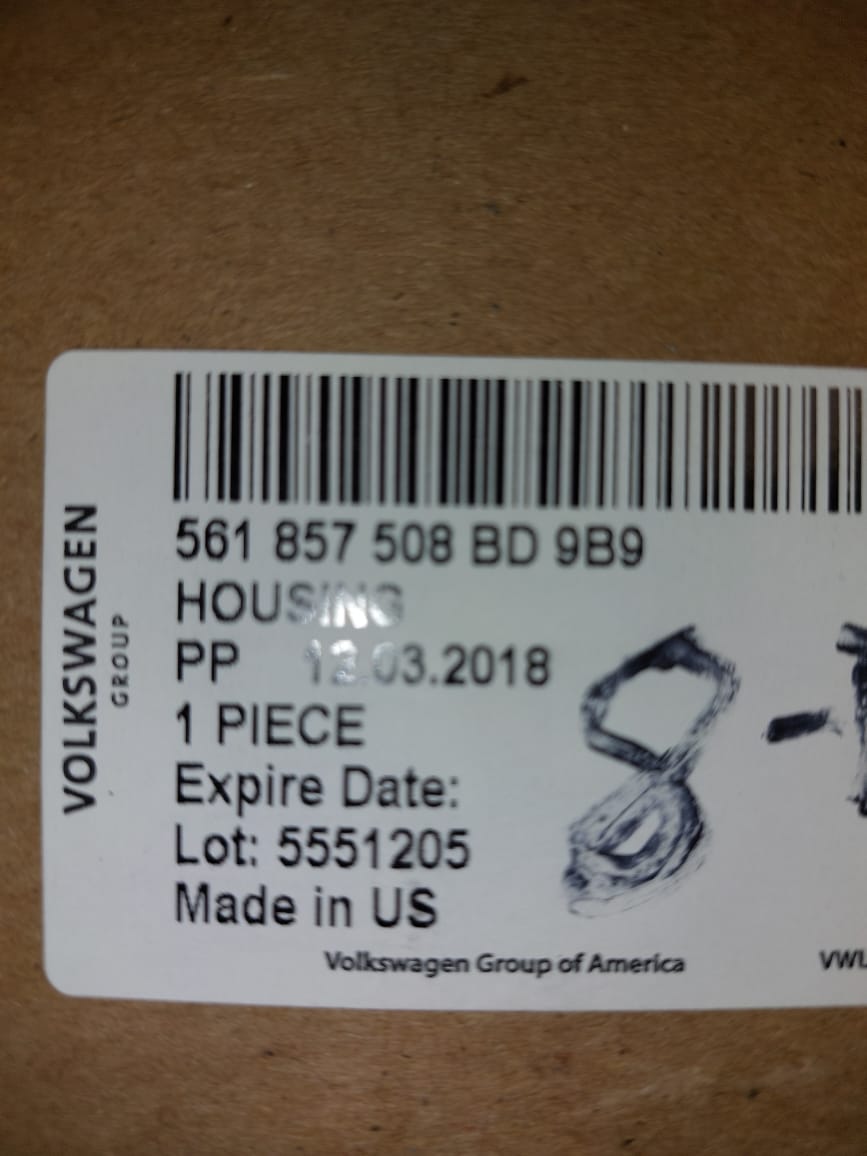 561 857 508 BD 9B9
HOUSING
PP 12.03.2018
1 PIECE
Expire Date:
Lot: 5551205
Made in US
VOLKSWAGEN
GROUP
8 -
Volkswagen Group of America